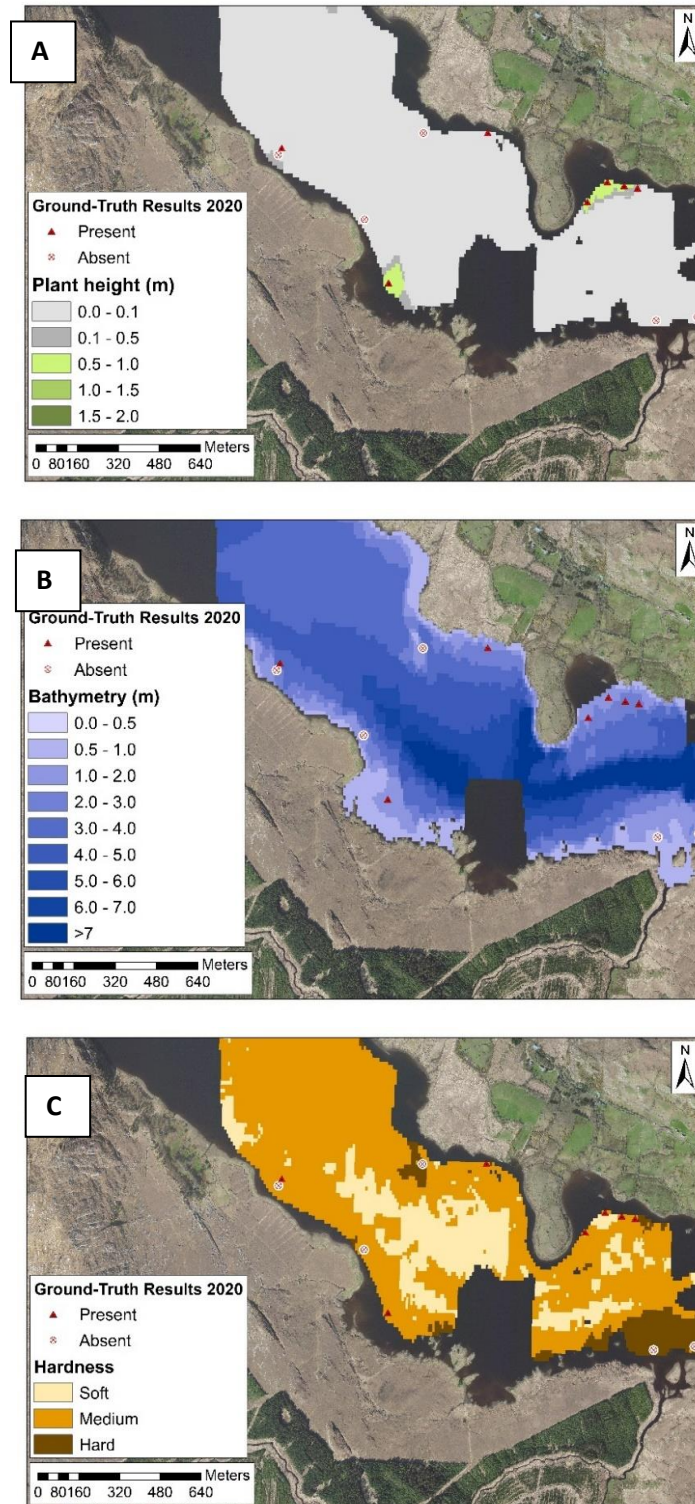 A
N
Ground-Truth Results 2020
Present
Absent
Plant height (m)
0.0 - 0.1
0.1 - 0.5
0.5 - 1.0
1.0 - 1.5
1.5 - 2.0
Meters
0 80160 320 480 640
B
N
Ground-Truth Results 2020
Present
Absent
Bathymetry (m)
0.0 - 0.5
0.5 - 1.0
1.0 - 2.0
2.0 - 3.0
3.0 - 4.0
4.0 - 5.0
5.0 - 6.0
6.0 - 7.0
>7
Meters
0 80160 320 480 640
C
N
Ground-Truth Results 2020
Present
Absent
Hardness
Soft
Medium
Hard
Meters
0 80160 320 480 640